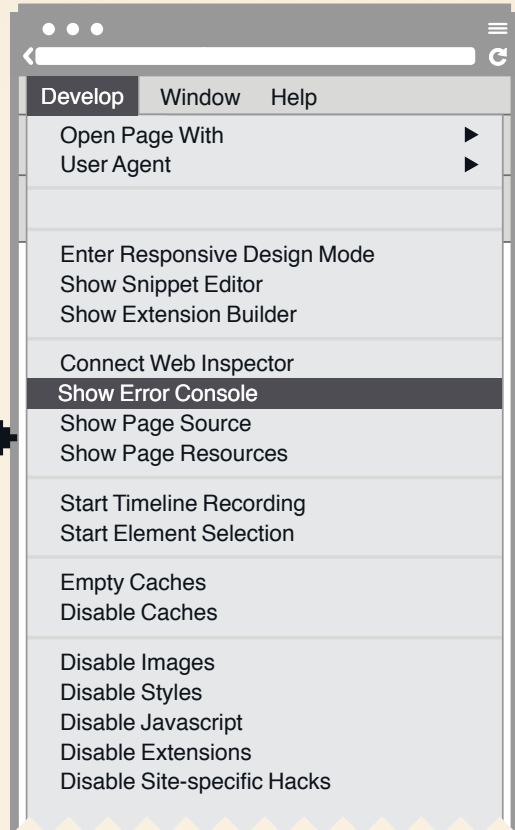 Develop Window Help
Open Page With
User Agent
Enter Responsive Design Mode
Show Snippet Editor
Show Extension Builder
Connect Web Inspector
Show Error Console
Show Page Source
Show Page Resources
Start Timeline Recording
Start Element Selection
Empty Caches
Disable Caches
Disable Images
Disable Styles
Disable Javascript
Disable Extensions
Disable Site-specific Hacks